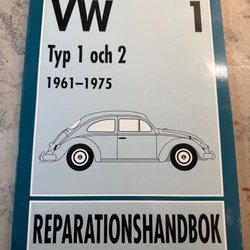 VW 1
Typ 1 och 2
1961–1975
REPARATIONSHANDBOK